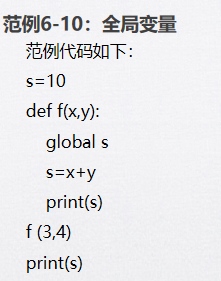 范例6-10：全局变量
范例代码如下：
s=10
def f(x,y):
global s
s=x+y
print(s)
f (3,4)
print(s)